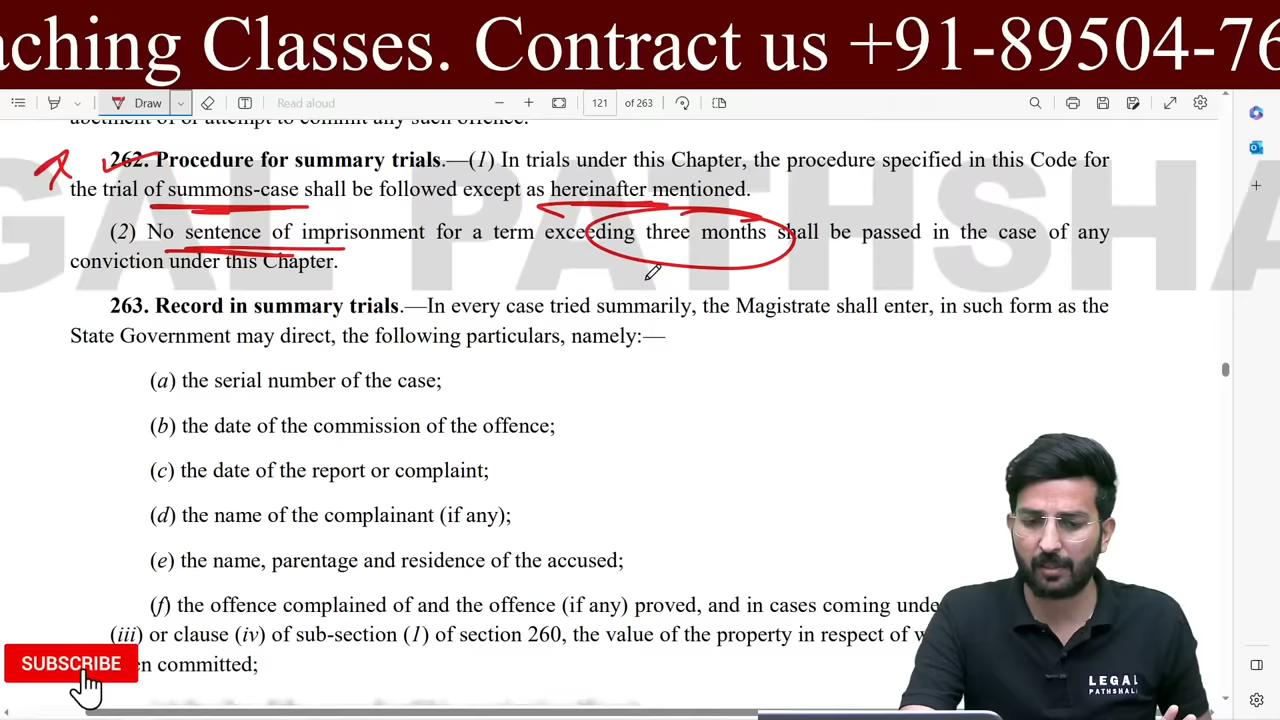 aching Classes. Contract us +91-89504-76
Draw
Read aloud
121 of 263
abetment of or attempt to commit any such offence.
262. Procedure for summary trials.—(1) In trials under this Chapter, the procedure specified in this Code for
the trial of summons-case shall be followed except as hereinafter mentioned.
(2) No sentence of imprisonment for a term exceeding three months shall be passed in the case of any
conviction under this Chapter.
263. Record in summary trials.—In every case tried summarily, the Magistrate shall enter, in such form as the
State Government may direct, the following particulars, namely:—
(a) the serial number of the case;
(b) the date of the commission of the offence;
(c) the date of the report or complaint;
(d) the name of the complainant (if any);
(e) the name, parentage and residence of the accused;
(f) the offence complained of and the offence (if any) proved, and in cases coming unde
(iii) or clause (iv) of sub-section (1) of section 260, the value of the property in respect of w
en committed;
GAL PATHSHA
SUBSCRIBE
LEGAL
PATHSHAL